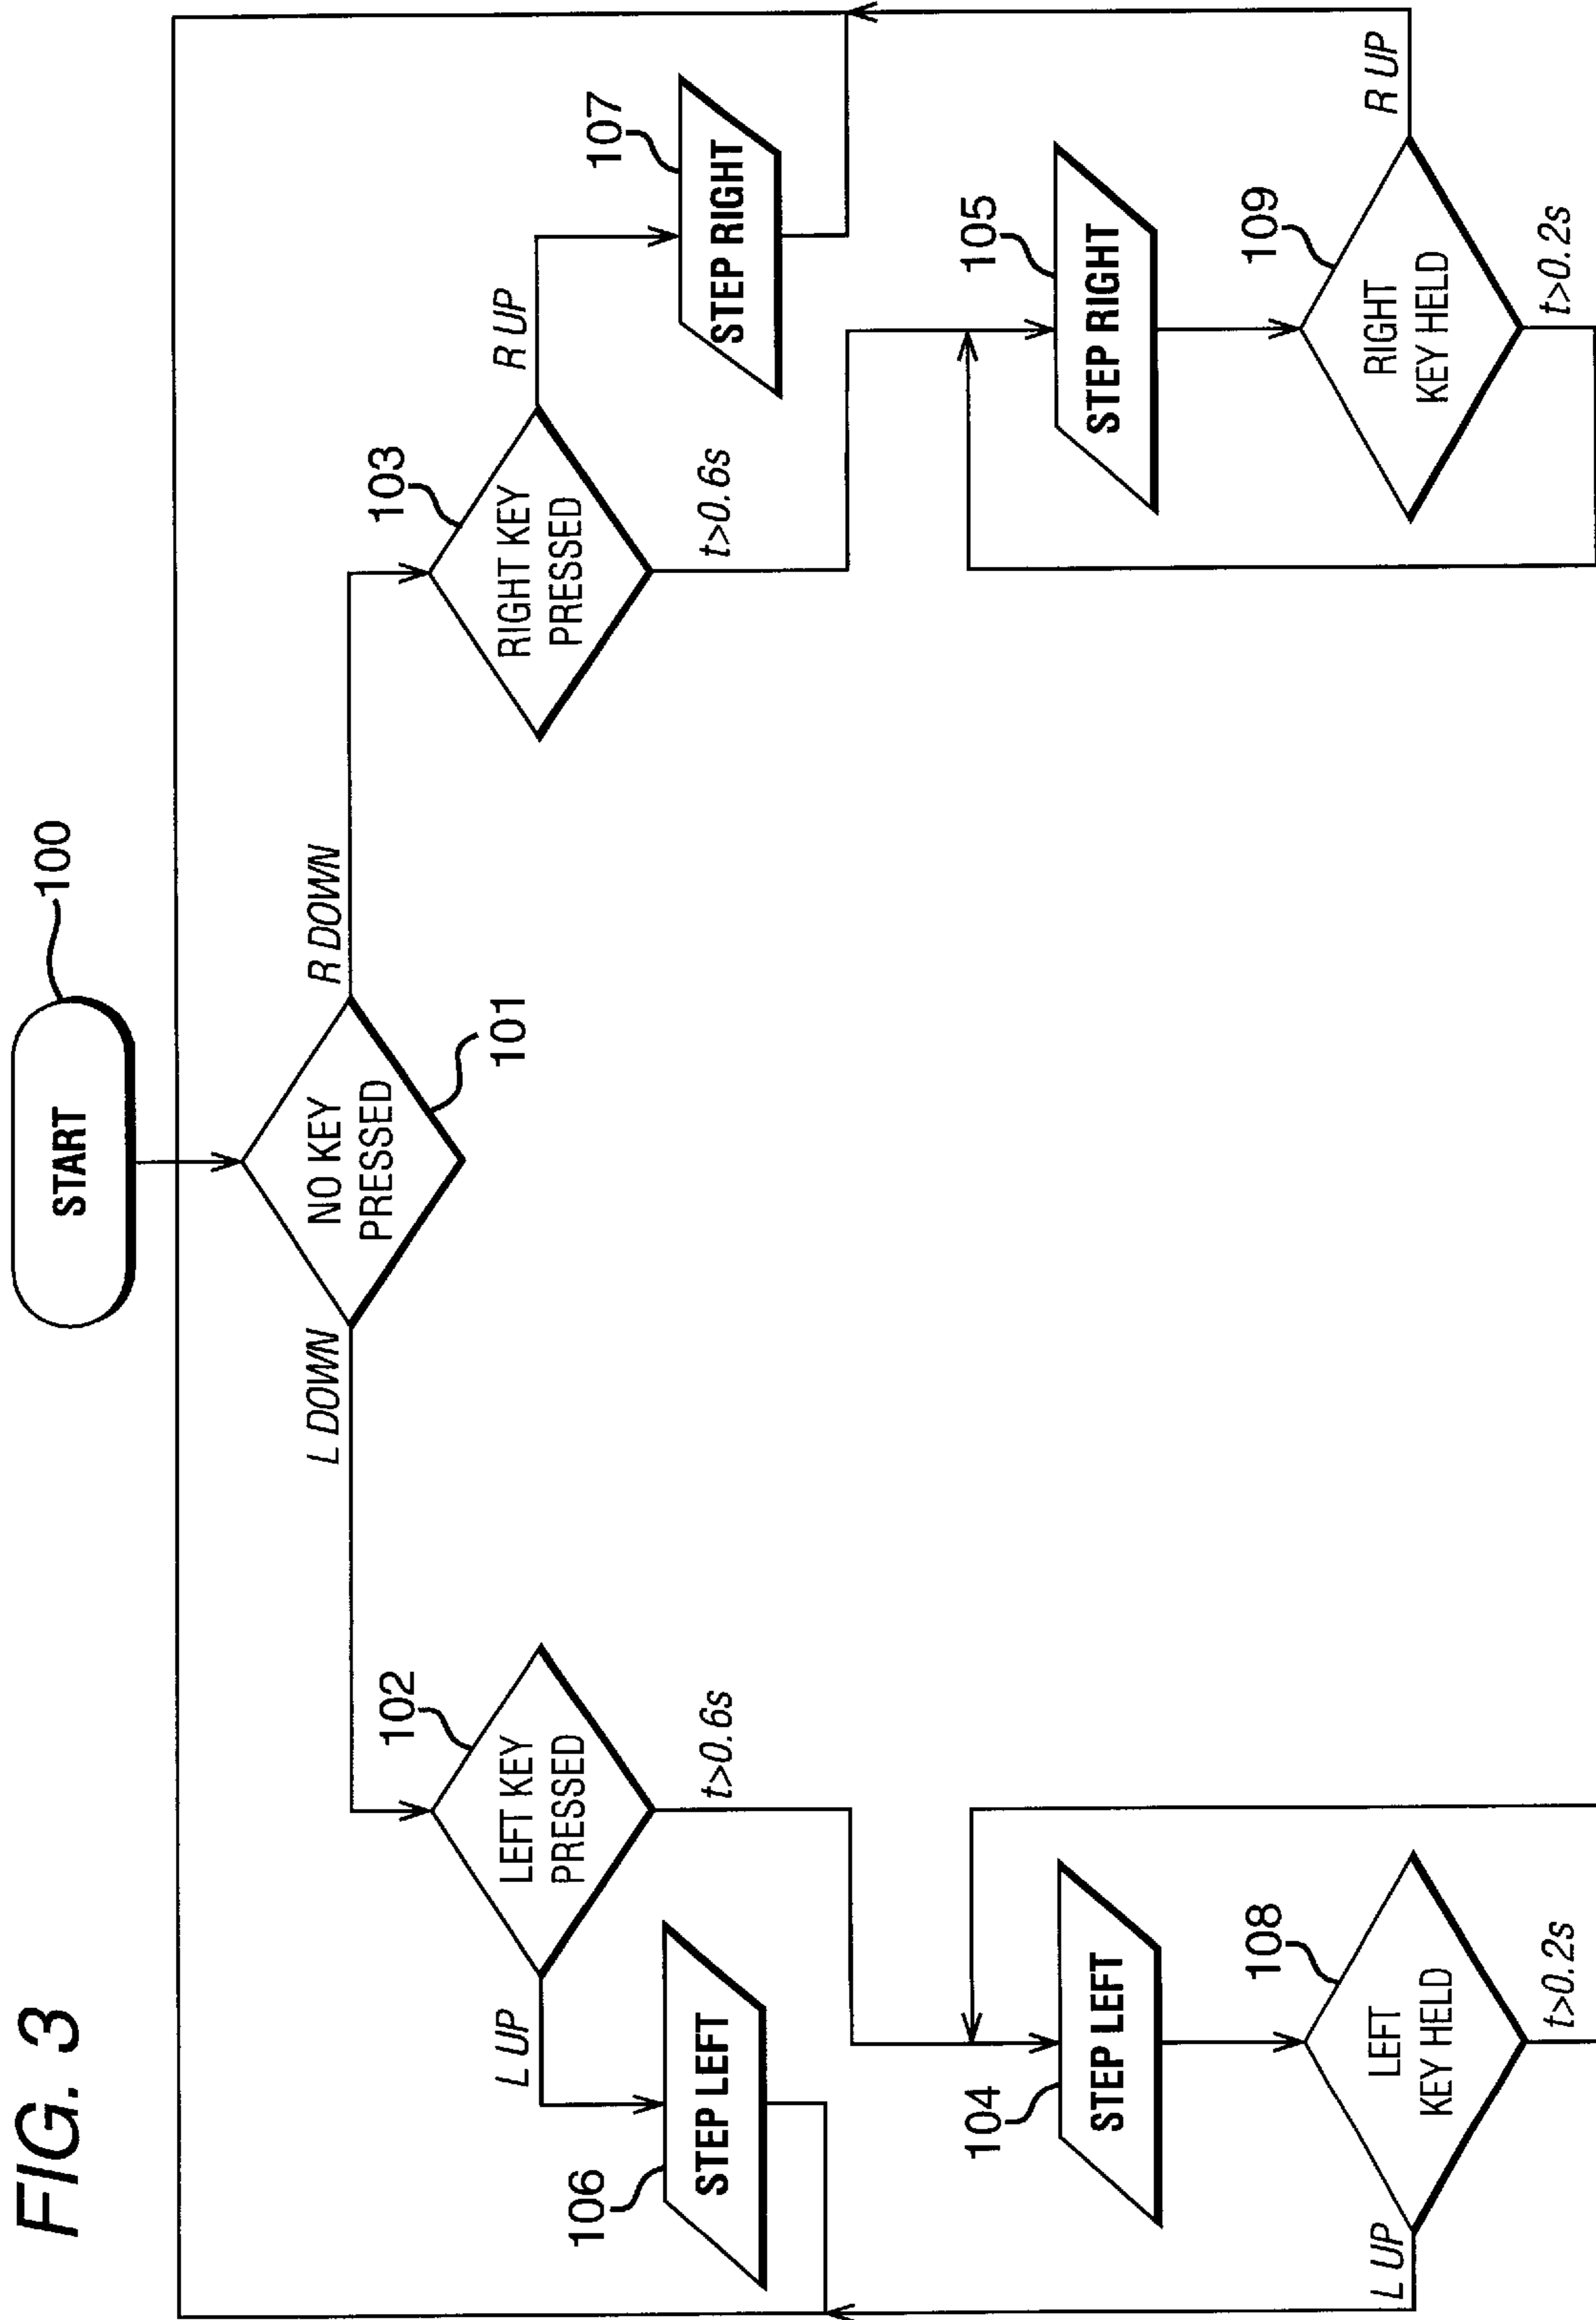 FIG. 3
START
100
NO KEY
PRESSED
101
L DOWN
R DOWN
LEFT KEY
PRESSED
102
RIGHT KEY
PRESSED
103
L UP
t>0.6s
R UP
t>0.6s
STEP LEFT
106
STEP RIGHT
107
STEP LEFT
104
STEP RIGHT
105
LEFT
KEY HELD
108
RIGHT
KEY HELD
109
L UP
t>0.2s
R UP
t>0.2s